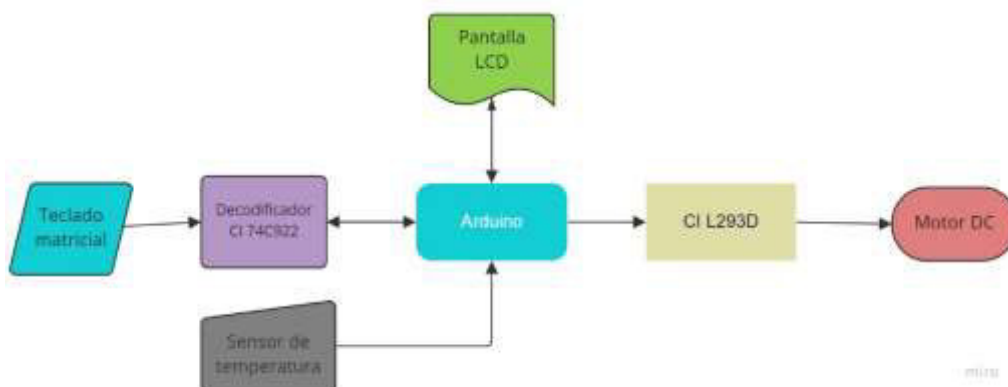 Pantalla
LCD
Teclado
matricial
Decodificador
CI 74C922
Arduino
CI L293D
Motor DC
Sensor de
temperatura
miro